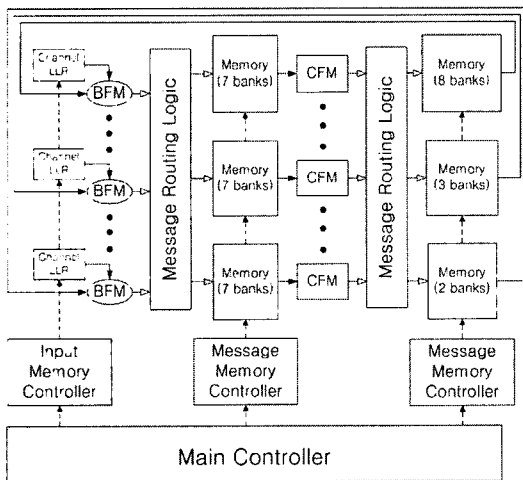 Channel
LLR
BFM
Message Routing Logic
Memory
(7 banks)
CFM
Message Routing Logic
Memory
(8 banks)
Channel
LLR
BFM
Memory
(7 banks)
CFM
Memory
(3 banks)
Channel
LLR
BFM
Memory
(7 banks)
CFM
Memory
(2 banks)
Input
Memory
Controller
Message
Memory
Controller
Message
Memory
Controller
Main Controller